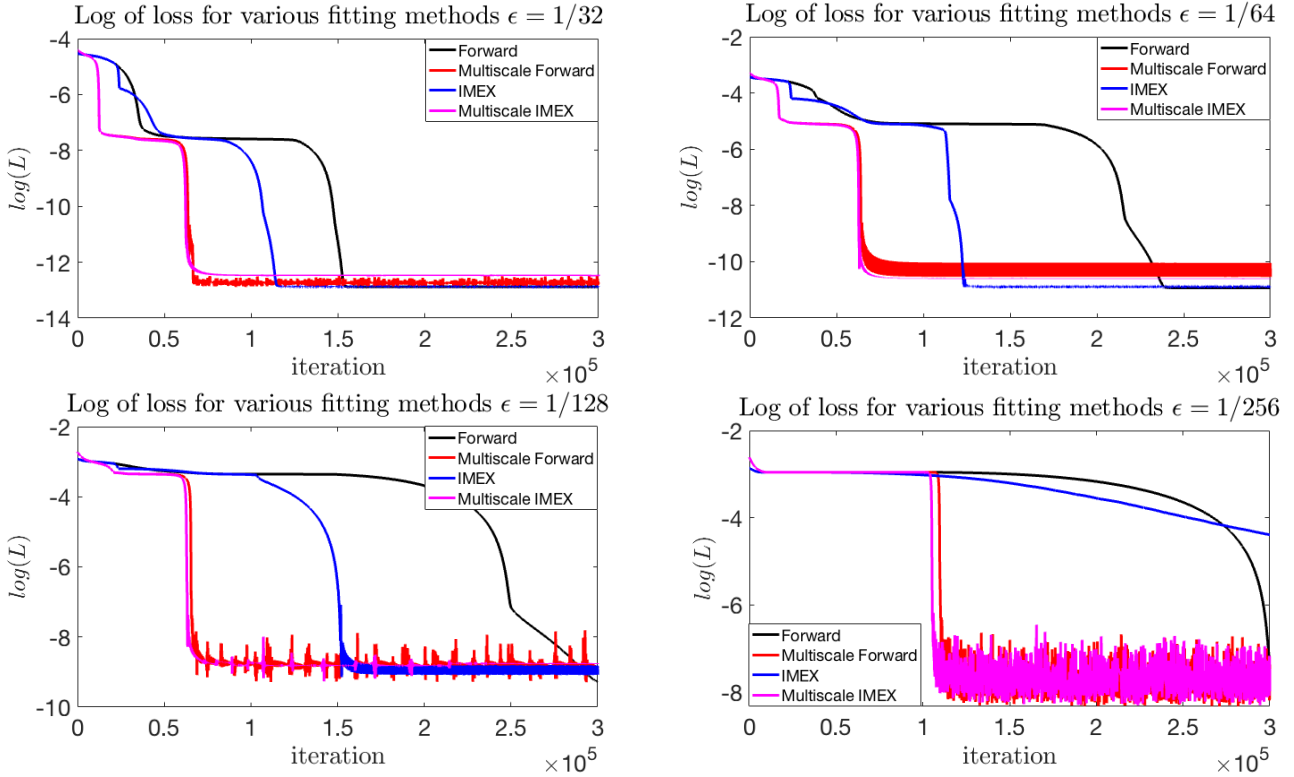 Log of loss for various fitting methods ϵ = 1/32
-4
-6
-8
-10
-12
-14
log(L)
Forward
Multiscale Forward
IMEX
Multiscale IMEX
0 0.5 1 1.5 2 2.5 3
iteration
×10^5
Log of loss for various fitting methods ϵ = 1/64
-2
-4
-6
-8
-10
-12
log(L)
Forward
Multiscale Forward
IMEX
Multiscale IMEX
0 0.5 1 1.5 2 2.5 3
iteration
×10^5
Log of loss for various fitting methods ϵ = 1/128
-2
-4
-6
-8
-10
log(L)
Forward
Multiscale Forward
IMEX
Multiscale IMEX
0 0.5 1 1.5 2 2.5 3
iteration
×10^5
Log of loss for various fitting methods ϵ = 1/256
-2
-4
-6
-8
log(L)
Forward
Multiscale Forward
IMEX
Multiscale IMEX
0 0.5 1 1.5 2 2.5 3
iteration
×10^5